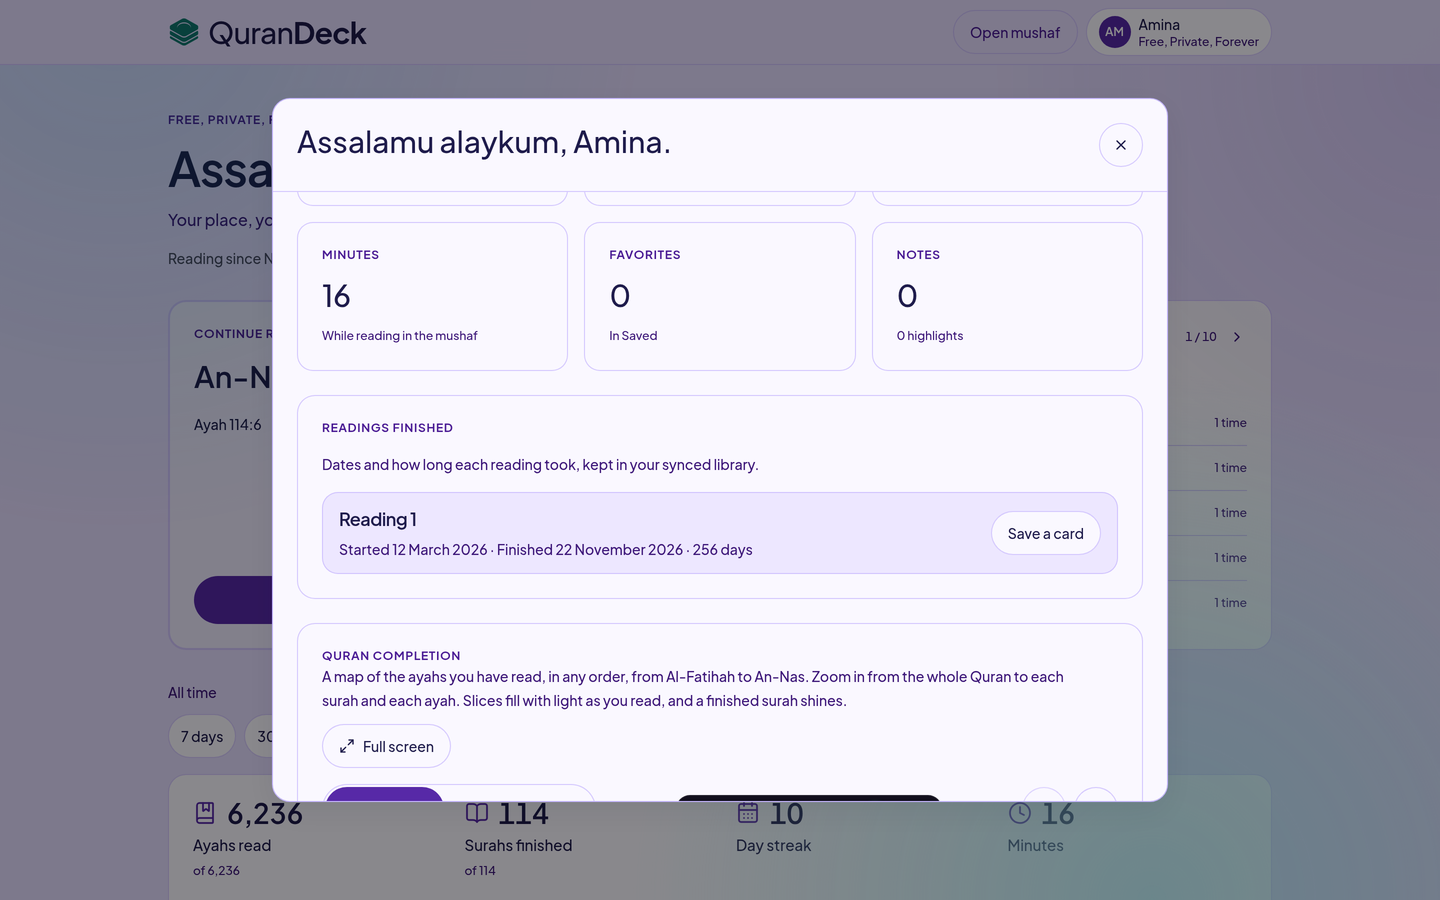 QuranDeck
Open mushaf
AM
Amina
Free, Private, Forever
FREE, PRIVATE,
Assa
Your place,
Reading since
Assalamu alaykum, Amina.
MINUTES
16
While reading in the mushaf
FAVORITES
0
In Saved
NOTES
0
0 highlights
READINGS FINISHED
Dates and how long each reading took, kept in your synced library.
Reading 1
Started 12 March 2026 · Finished 22 November 2026 · 256 days
Save a card
QURAN COMPLETION
A map of the ayahs you have read, in any order, from Al-Fatihah to An-Nas. Zoom in from the whole Quran to each
surah and each ayah. Slices fill with light as you read, and a finished surah shines.
Full screen
CONTINUE
An-N
Ayah 114:6
1 / 10
1 time
1 time
1 time
1 time
1 time
All time
7 days
30
6,236
Ayahs read
of 6,236
114
Surahs finished
of 114
10
Day streak
16
Minutes